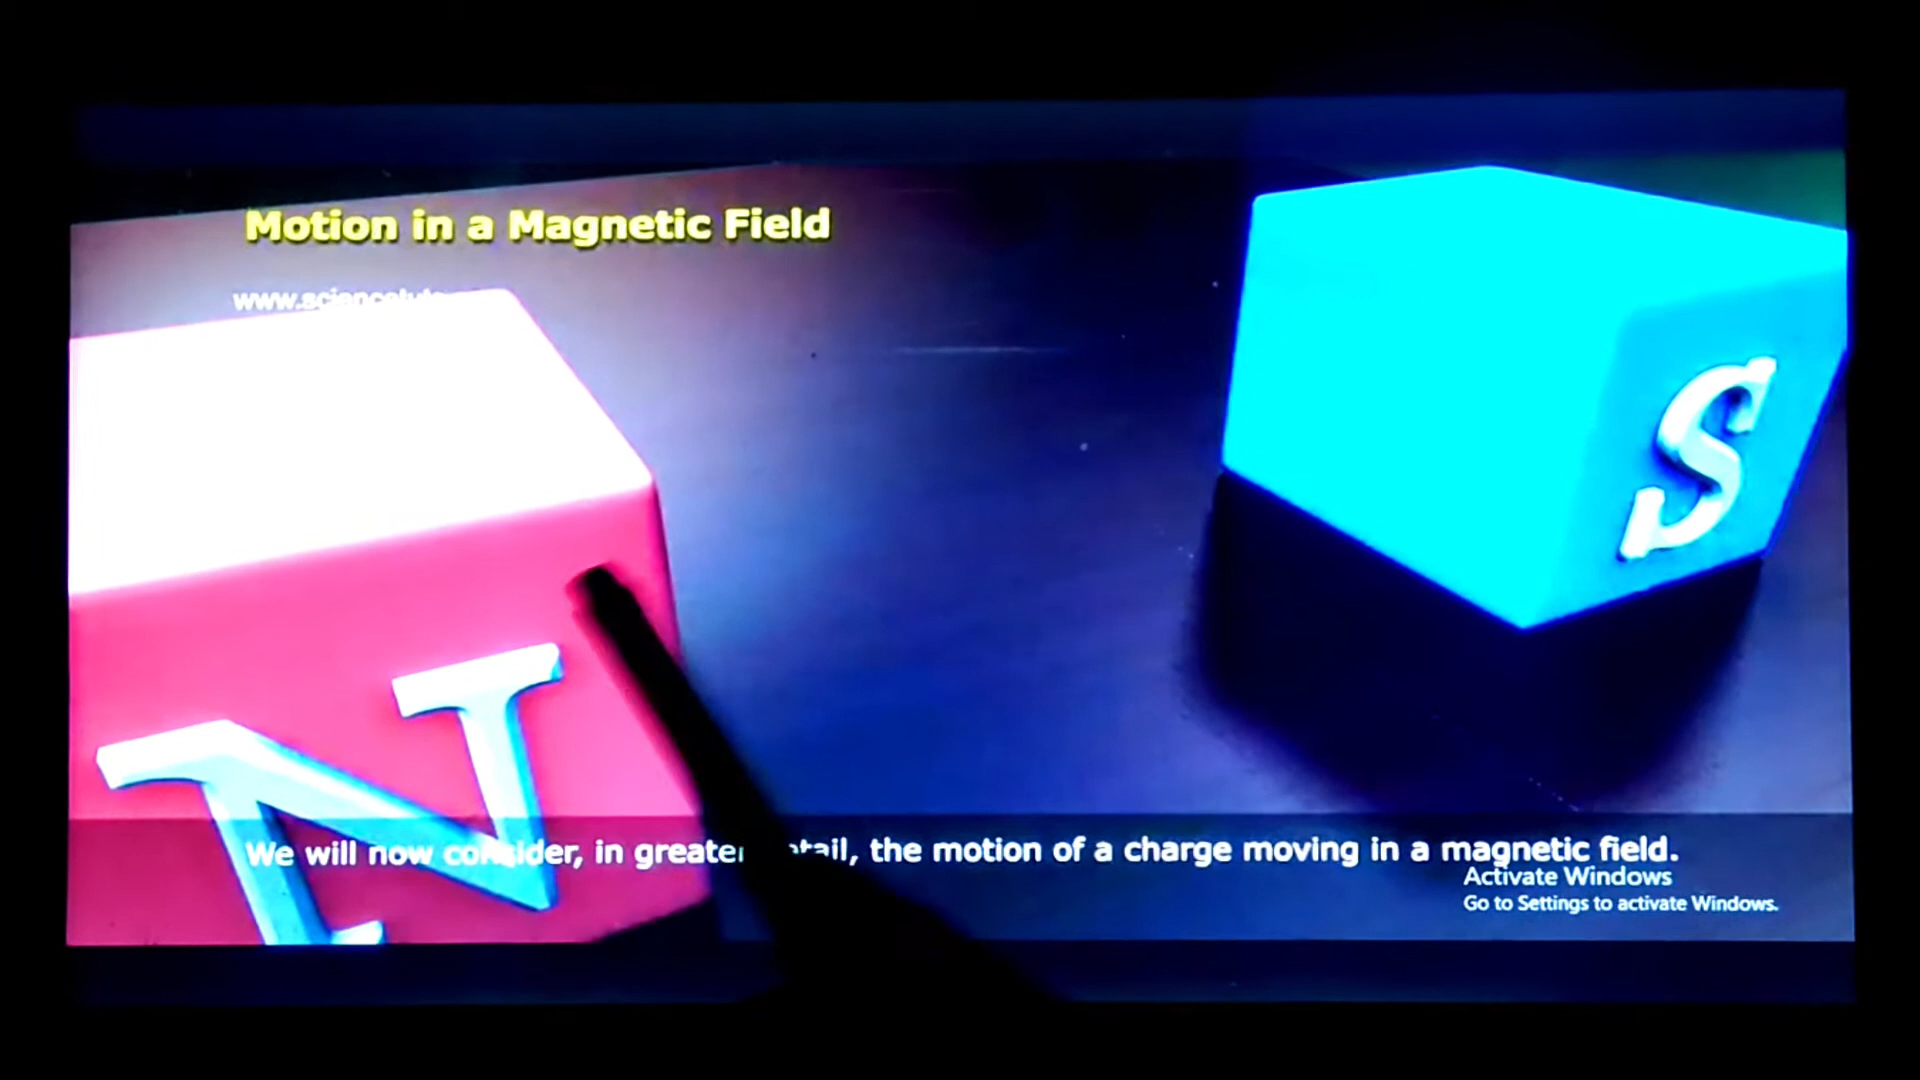 Motion in a Magnetic Field
N
S
We will now consider, in greater detail, the motion of a charge moving in a magnetic field.
Activate Windows
Go to Settings to activate Windows.